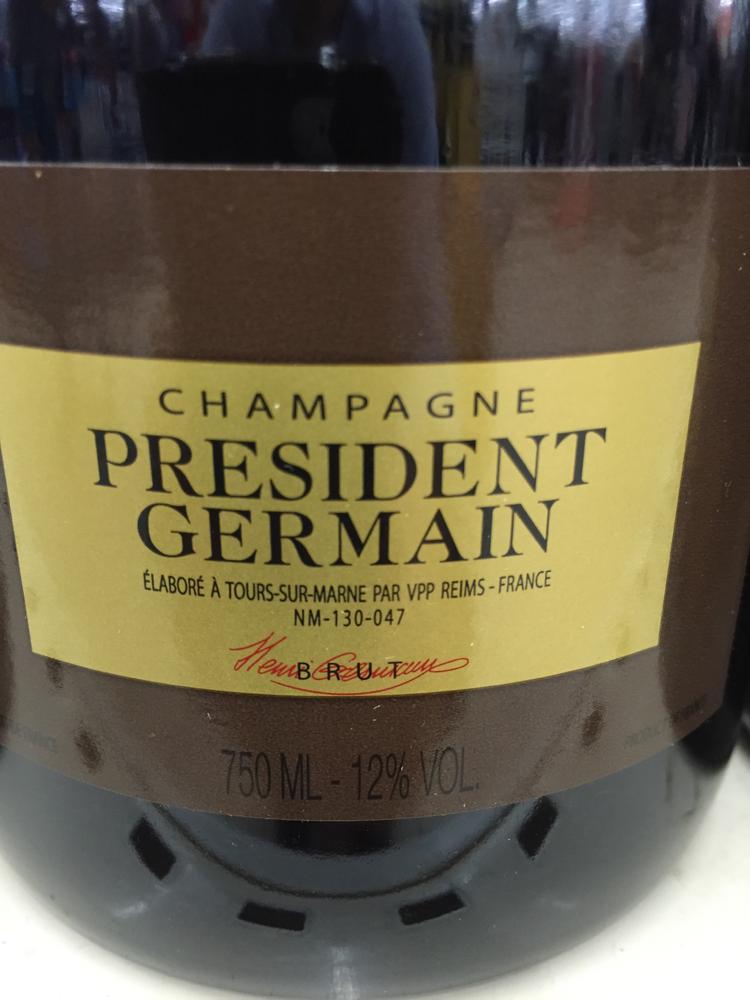 CHAMPAGNE
PRESIDENT
GERMAIN
ÉLABORÉ À TOURS-SUR-MARNE PAR VPP REIMS - FRANCE
NM-130-047
BRUT
750 ML - 12% VOL.